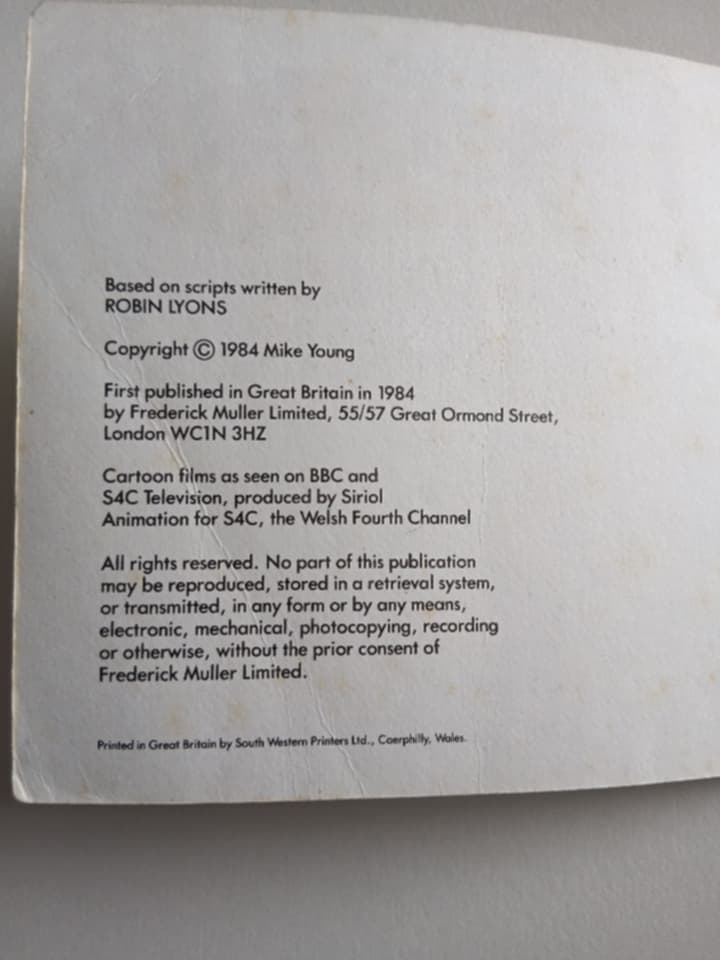 Based on scripts written by
ROBIN LYONS
Copyright © 1984 Mike Young
First published in Great Britain in 1984
by Frederick Muller Limited, 55/57 Great Ormond Street,
London WC1N 3HZ
Cartoon films as seen on BBC and
S4C Television, produced by Siriol
Animation for S4C, the Welsh Fourth Channel
All rights reserved. No part of this publication
may be reproduced, stored in a retrieval system,
or transmitted, in any form or by any means,
electronic, mechanical, photocopying, recording
or otherwise, without the prior consent of
Frederick Muller Limited.
Printed in Great Britain by South Western Printers Ltd., Caerphilly, Wales.